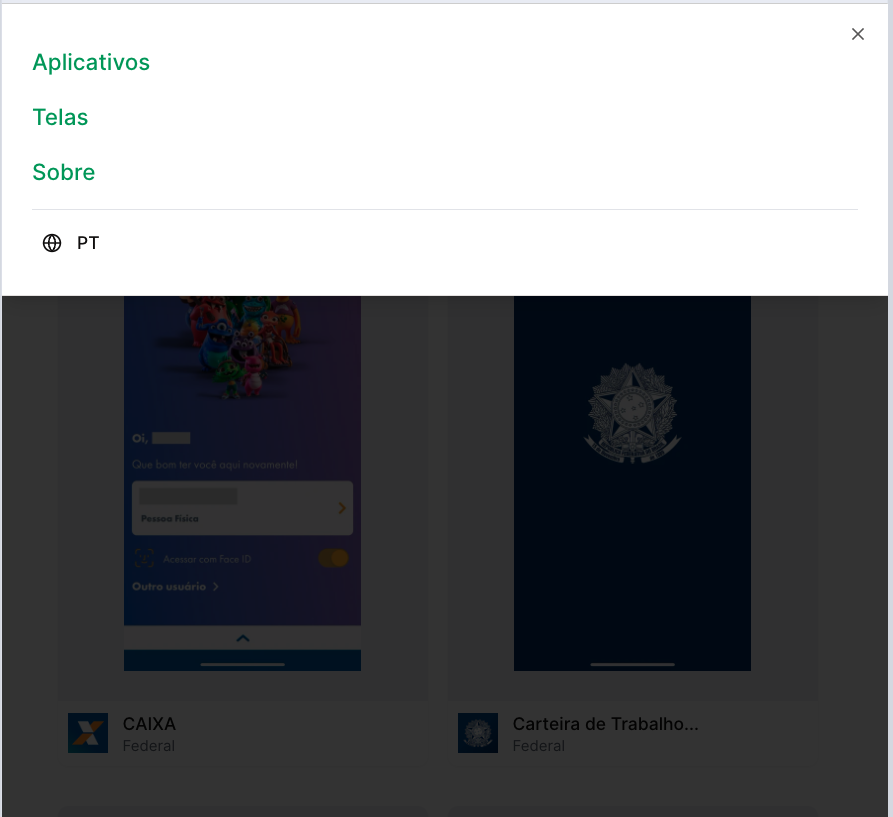 Aplicativos
Telas
Sobre
PT
Oi,
Que bom ter você aqui novamente!
Pessoa Física
Acessar com Face ID
Outro usuário
CAIXA
Federal
Carteira de Trabalho...
Federal